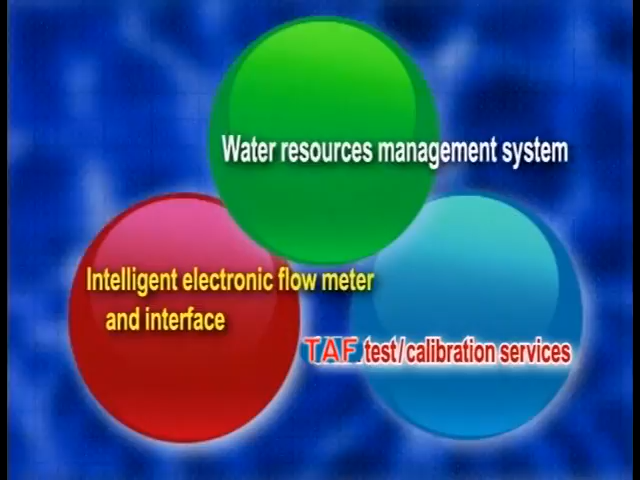 Water resources management system
Intelligent electronic flow meter
and interface
TAF test/calibration services